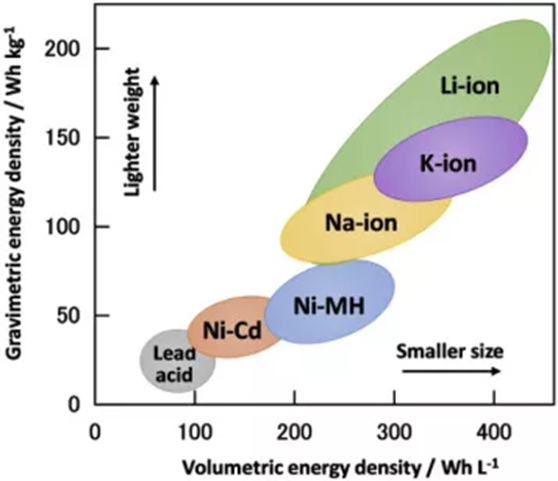 Gravimetric energy density / Wh kg⁻¹
200
150
100
50
0
Lighter weight
Li-ion
K-ion
Na-ion
Ni-MH
Ni-Cd
Lead
acid
Smaller size
0 100 200 300 400
Volumetric energy density / Wh L⁻¹